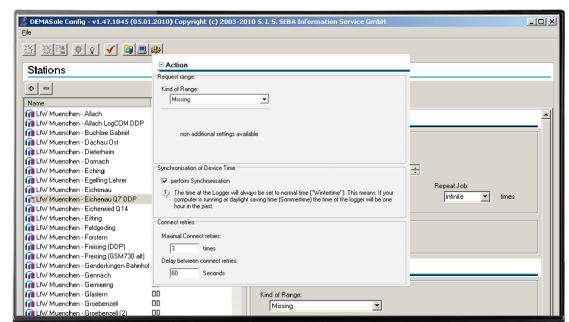 DEMASole Config - v1.47.1045 (05.01.2010) Copyright (c) 2003-2010 S. I. S. SEBA Information Service GmbH
File
Stations
Name
LfW Muenchen - Allach
LfW Muenchen - Allach LogCOM DDP
LfW Muenchen - Buchloe Gabriel
LfW Muenchen - Dachau Ost
LfW Muenchen - Dieterheim
LfW Muenchen - Dornach
LfW Muenchen - Eching
LfW Muenchen - Egelfing Lehrer
LfW Muenchen - Eichenau
LfW Muenchen - Eichenau Q7 DDP
LfW Muenchen - Eichenried Q14
LfW Muenchen - Eitting
LfW Muenchen - Feldgeding
LfW Muenchen - Forstern
LfW Muenchen - Freising (DDP)
LfW Muenchen - Freising (GSM730 alt)
LfW Muenchen - Genderkingen Bahnhof
LfW Muenchen - Gennach
LfW Muenchen - Germering
LfW Muenchen - Glaslern
LfW Muenchen - Groebenzell
LfW Muenchen - Groebenzell (2)
Action
Request range:
Kind of Range:
Missing
non additional settings available
Synchronisation of Device Time
perform Synchronisation
The time at the Logger will always be set to normal time ("Wintertime"). This means: If your
computer is running at daylight saving time (Sommertime) the time of the logger will be one
hour in the past.
Connect retries:
Maximal Connect retries:
3 times
Delay between connect retries:
60 Seconds
Repeat Job:
infinite times
Kind of Range:
Missing